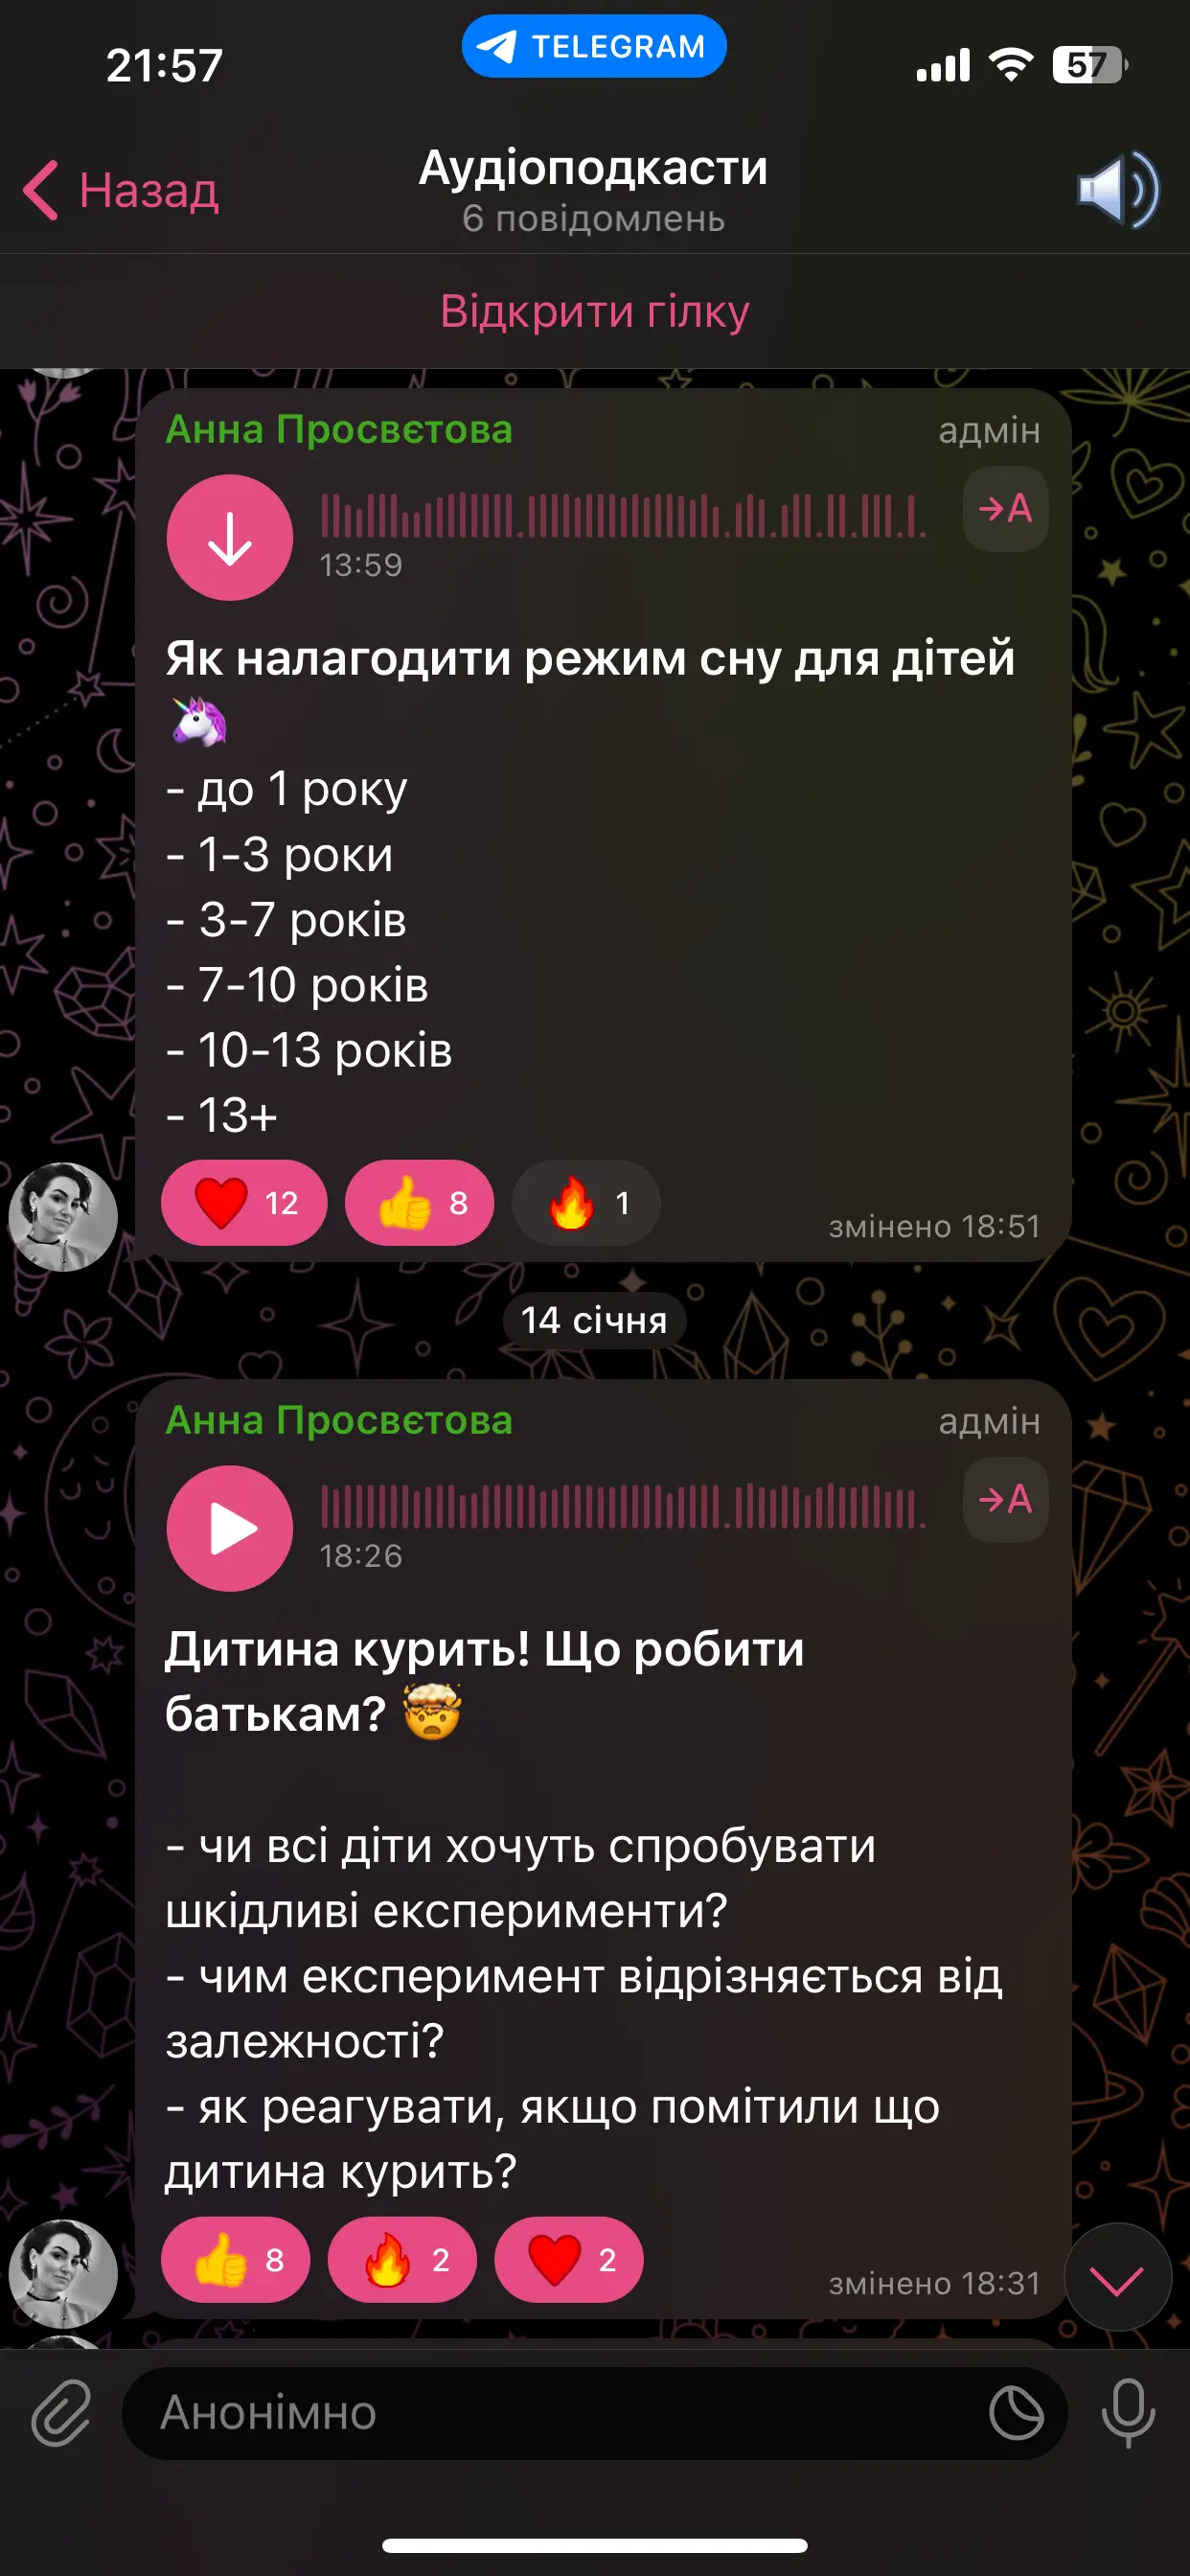 21:57
TELEGRAM
57
Назад
Аудіоподкасти
6 повідомлень
Відкрити гілку
Анна Просвєтова
адмін
→A
13:59
Як налагодити режим сну для дітей
🦄
- до 1 року
- 1-3 роки
- 3-7 років
- 7-10 років
- 10-13 років
- 13+
❤️ 12
👍 8
🔥 1
змінено 18:51
14 січня
Анна Просвєтова
адмін
→A
18:26
Дитина курить! Що робити
батькам? 🤯
- чи всі діти хочуть спробувати
шкідливі експерименти?
- чим експеримент відрізняється від
залежності?
- як реагувати, якщо помітили що
дитина курить?
👍 8
🔥 2
❤️ 2
змінено 18:31
Анонімно